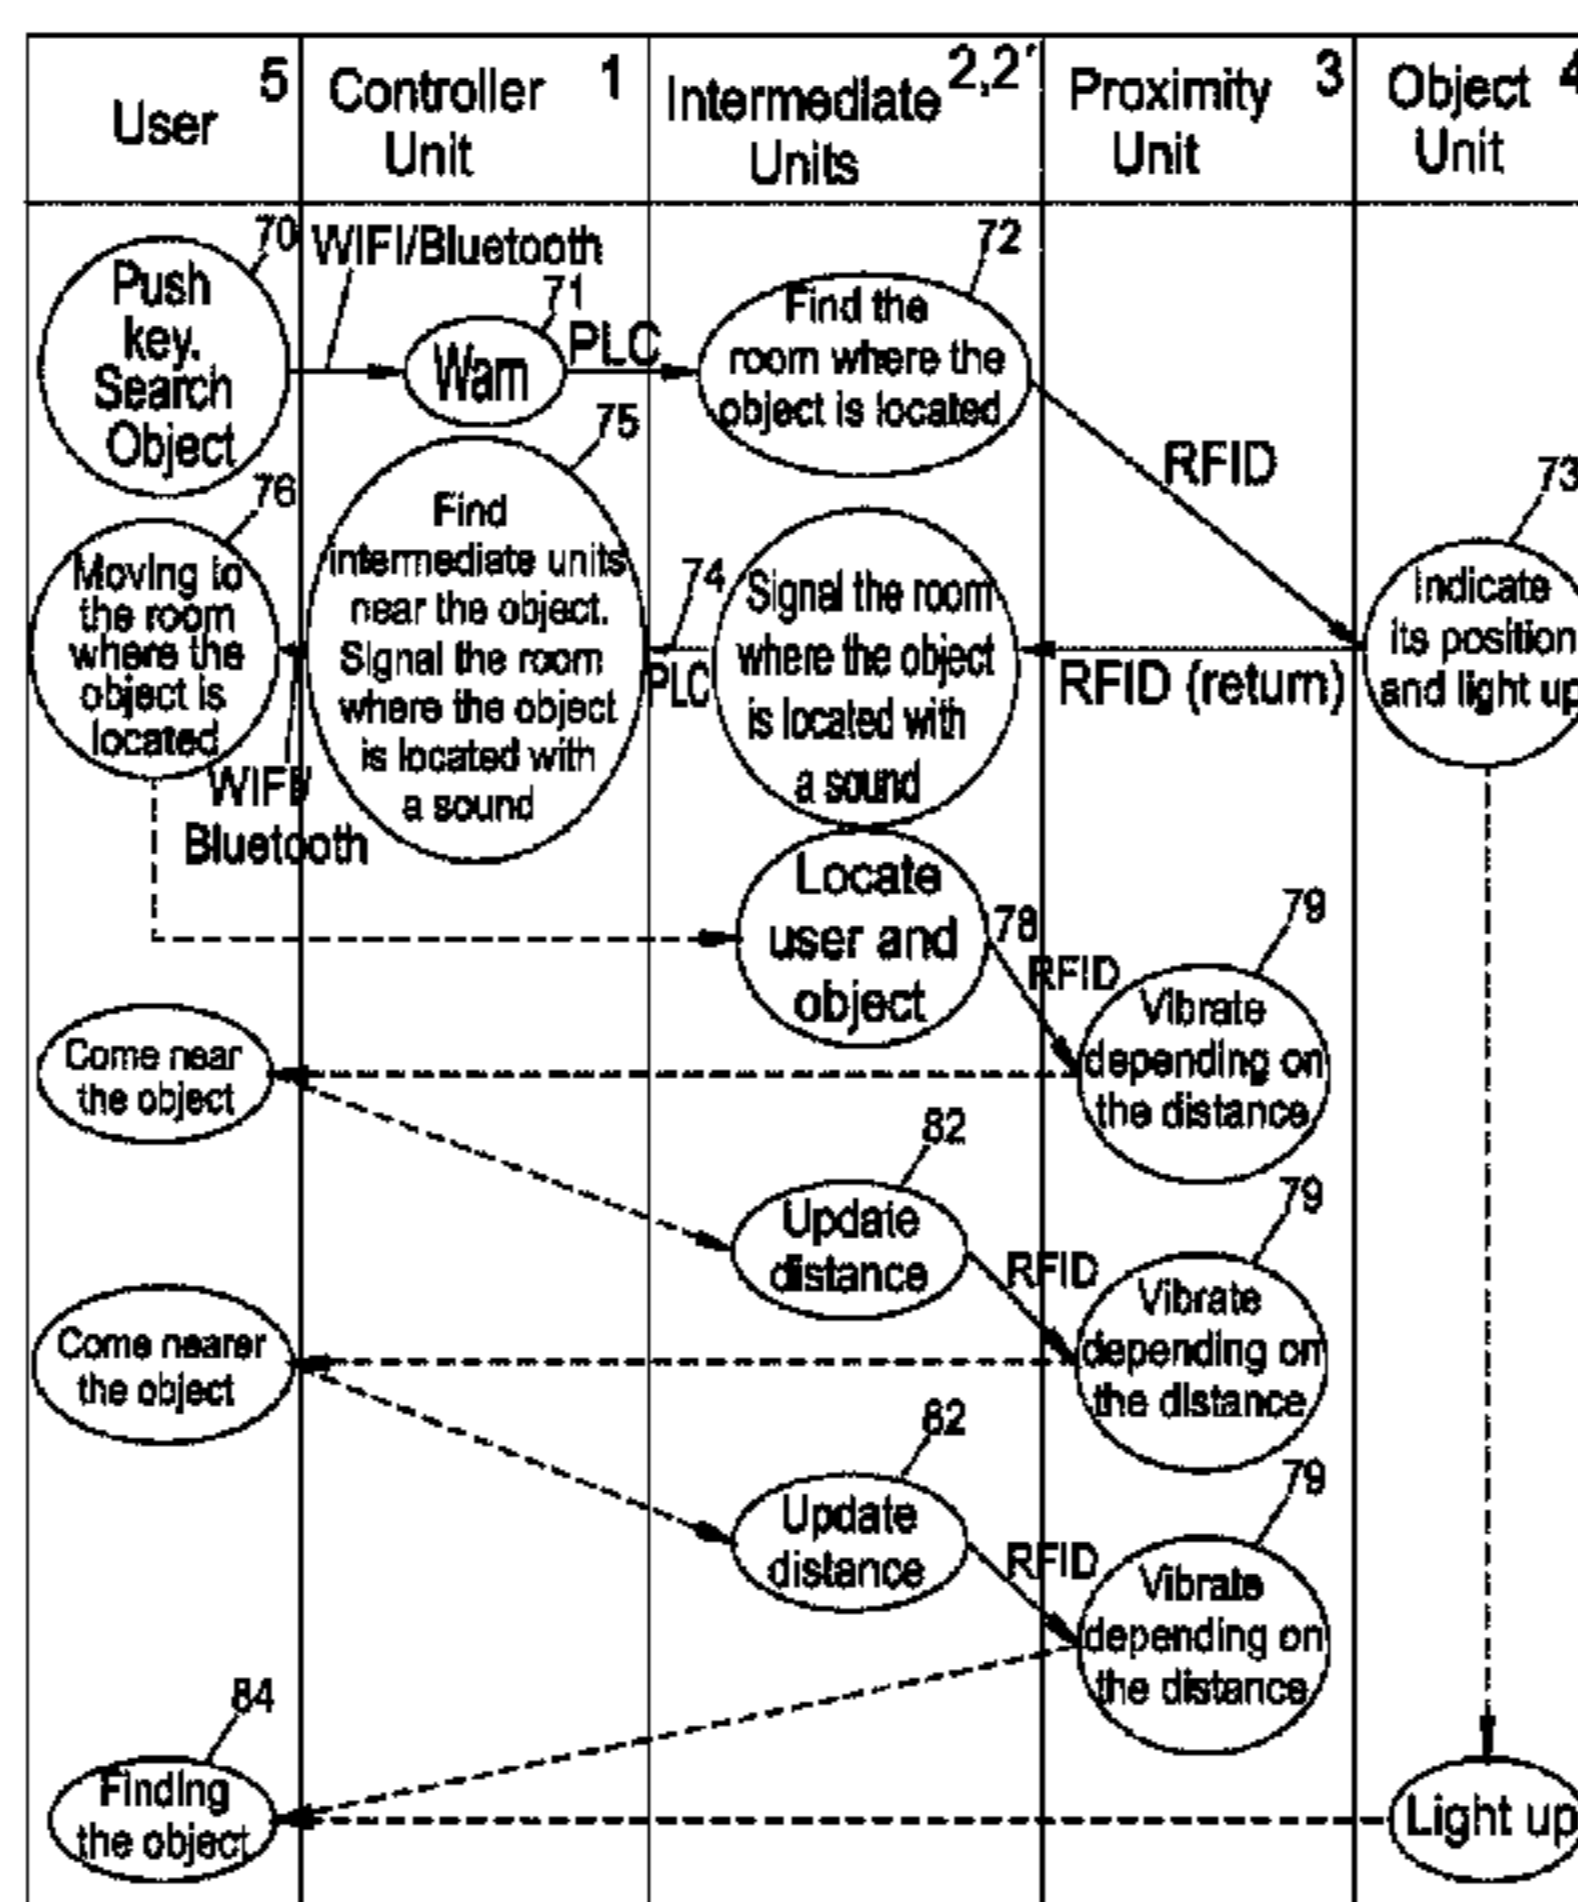 User 5
Controller 1
Unit
Intermediate 2,2'
Units
Proximity 3
Unit
Object 4
Unit
70
Push
key.
Search
Object
WIFI/Bluetooth
71
Warn
PLC
72
Find the
room where the
object is located
RFID
73
Indicate
its position
and light up
RFID (return)
Signal the room
where the object
is located with
a sound
74
PLC
75
Find
intermediate units
near the object.
Signal the room
where the object
is located with
a sound
WIFI/
Bluetooth
76
Moving to
the room
where the
object is
located
Locate
user and
object
78
RFID
79
Vibrate
depending on
the distance
Come near
the object
82
Update
distance
RFID
79
Vibrate
depending on
the distance
Come nearer
the object
82
Update
distance
RFID
79
Vibrate
depending on
the distance
84
Finding
the object
Light up